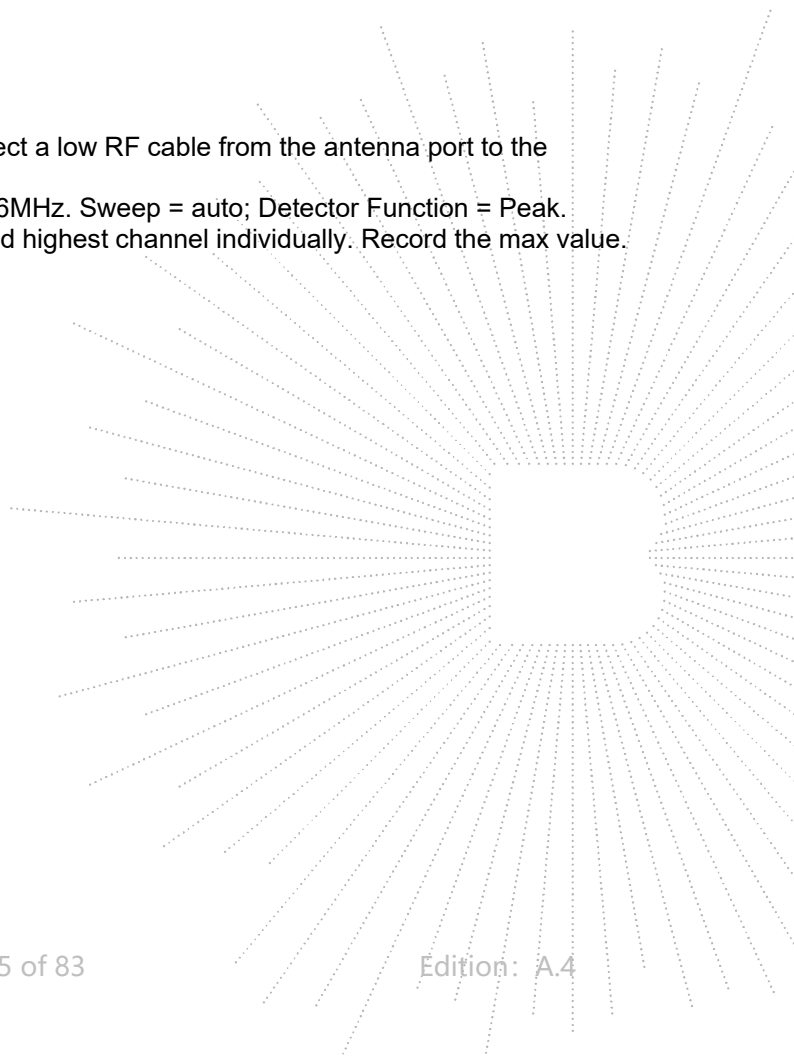 ect a low RF cable from the antenna port to the
6MHz. Sweep = auto; Detector Function = Peak.
d highest channel individually. Record the max value.
5 of 83
Edition: A.4